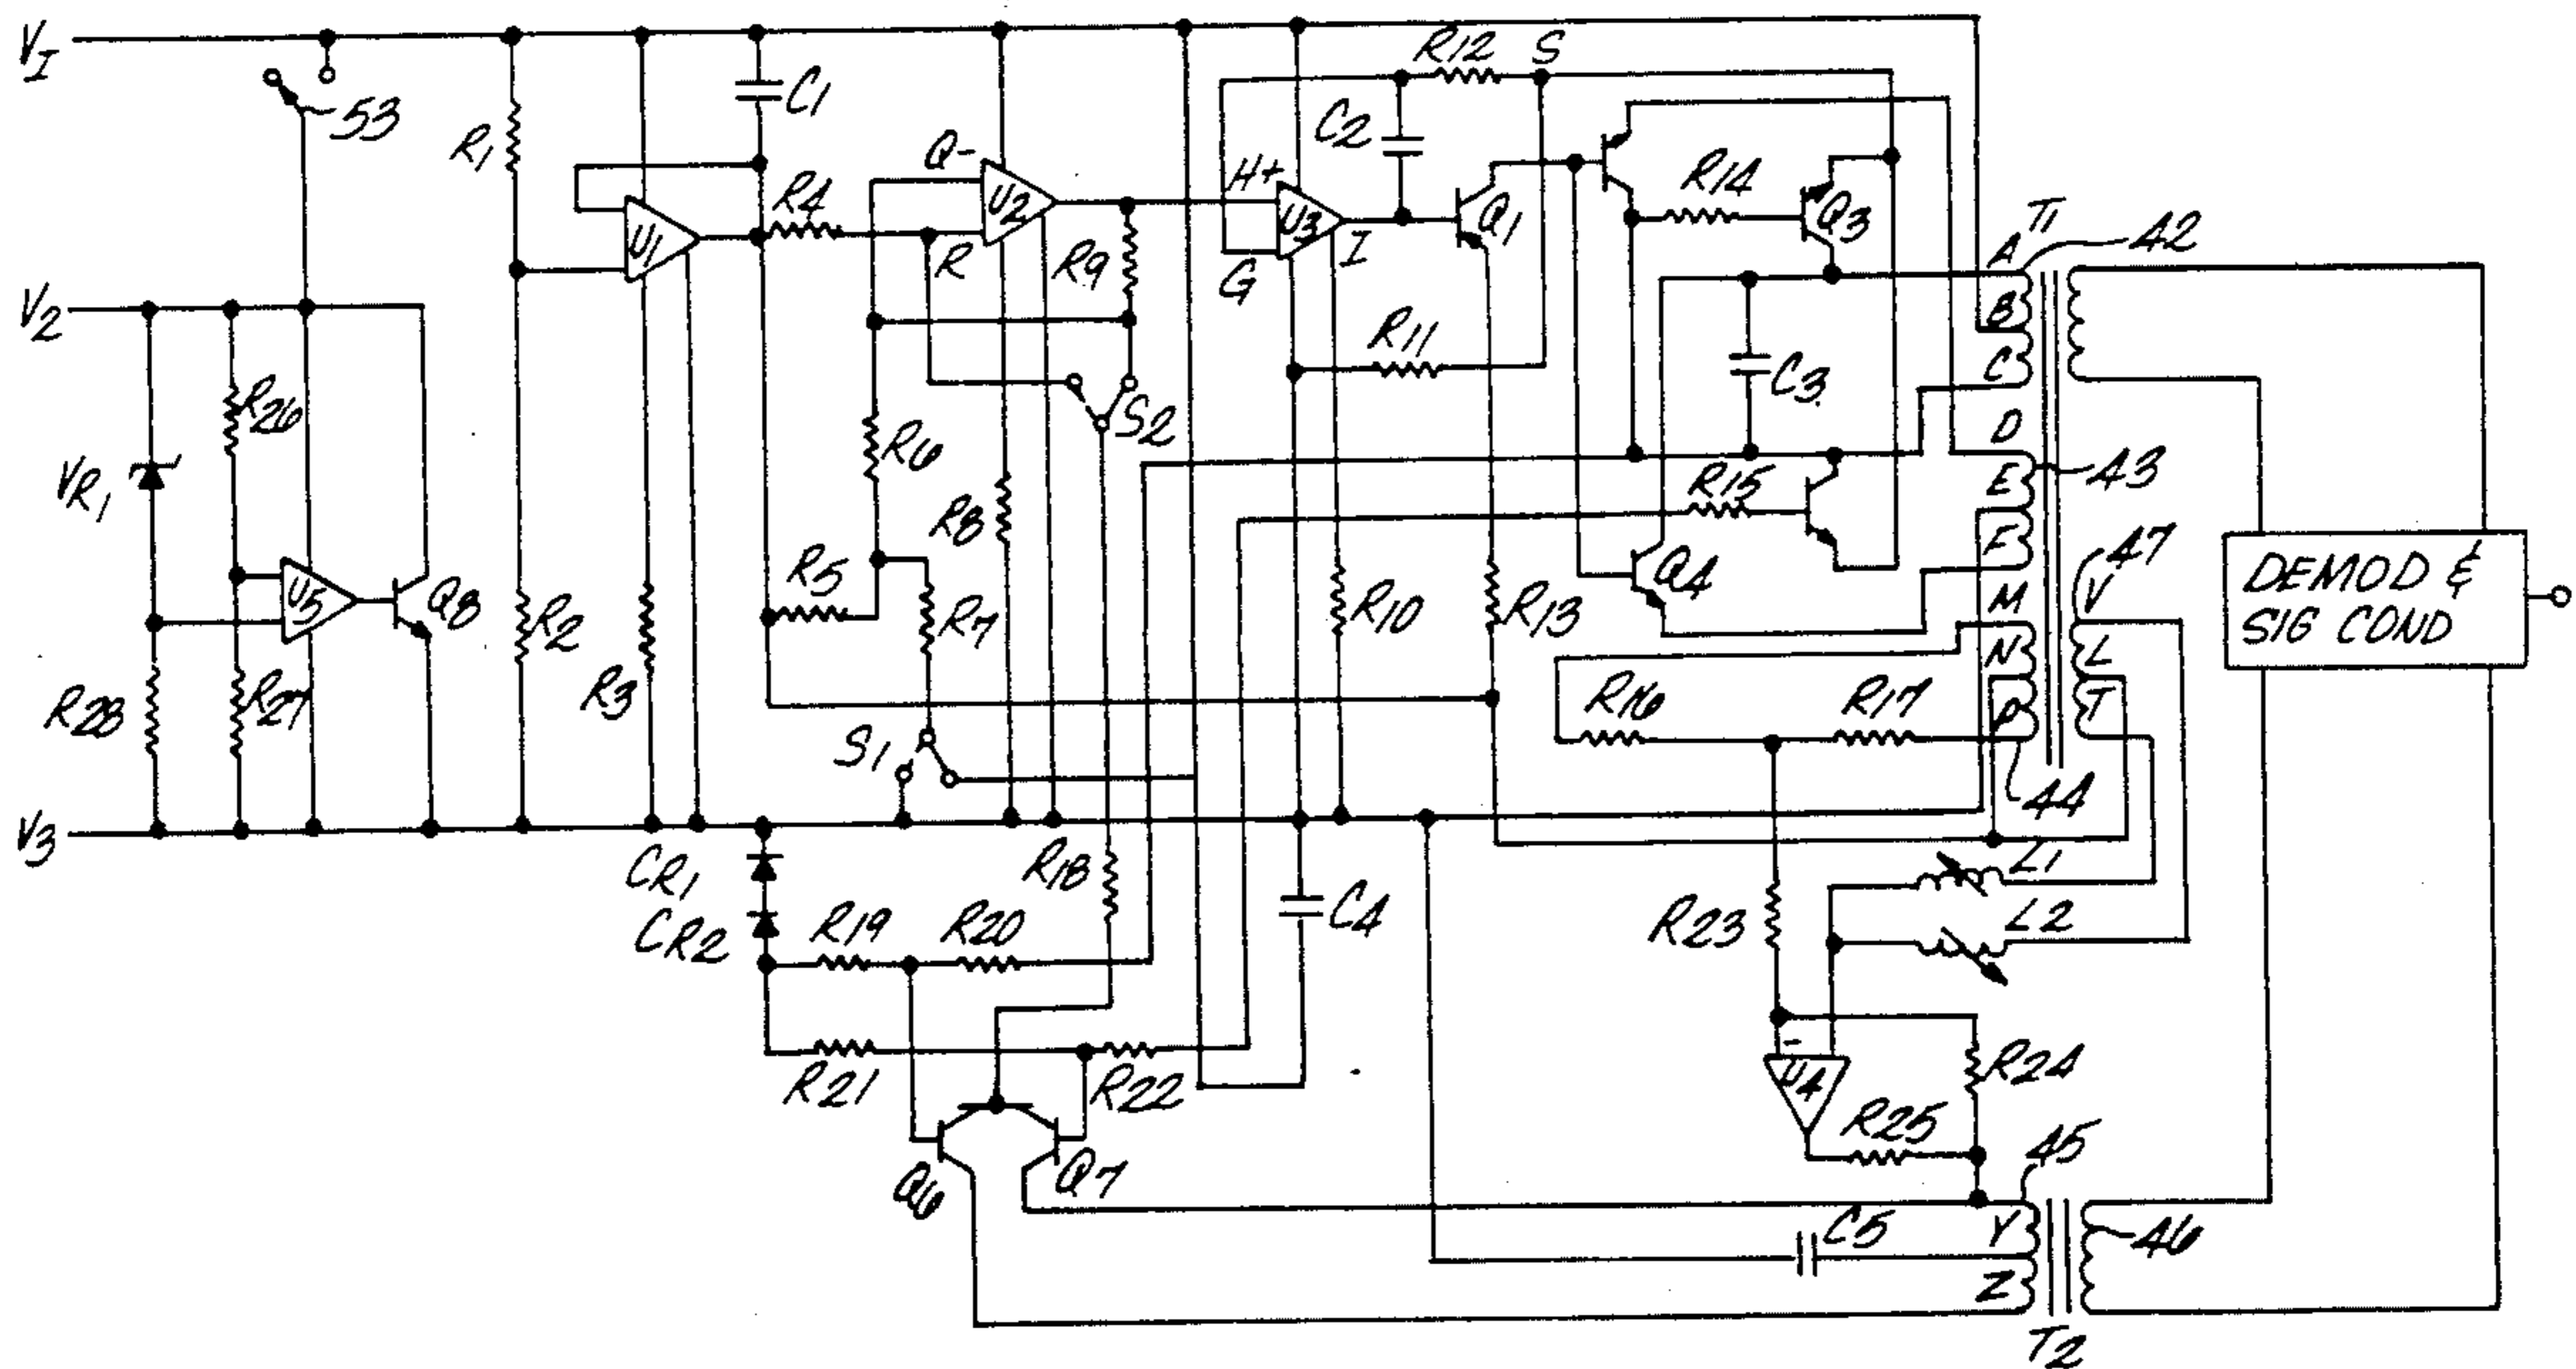 VI
53
R1
C1
R4
Q-
U1
U2
R
R9
R12
S
C2
H+
U3
G
I
Q1
R11
R14
Q3
T1
42
A
B
C
C3
V2
D
E
F
43
R26
VR1
S2
R6
R8
R15
47
DEMOD &
SIG COND
U5
Q8
R5
R7
R10
R13
Q4
M
N
P
V
L
T
R2
R3
R28
R27
R16
R17
44
S1
V3
CR1
CR2
R18
C4
L1
L2
R19
R20
R23
R21
R22
-
U4
R24
R25
45
Q6
Q7
C5
Y
Z
46
T2